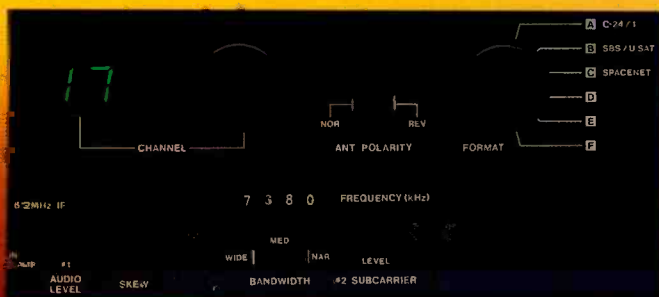 A C-24/1
B SBS/U SAT
17
C SPACENET
D
NOR REV
E
CHANNEL ANT POLARITY FORMAT F
7 3 8 0 FREQUENCY (kHz)
MED
WIDE NAR LEVEL
#1
AUDIO LEVEL
SKEW
BANDWIDTH #2 SUBCARRIER